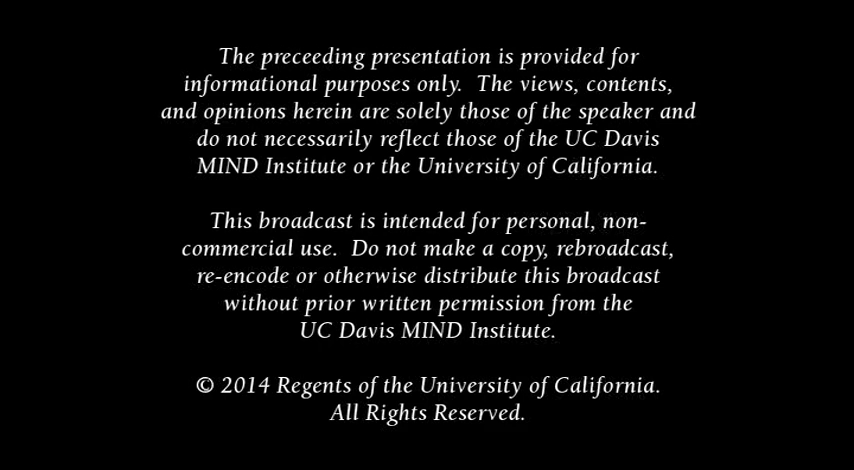 The preceeding presentation is provided for
informational purposes only.  The views, contents,
and opinions herein are solely those of the speaker and
do not necessarily reflect those of the UC Davis
MIND Institute or the University of California.
This broadcast is intended for personal, non-
commercial use.  Do not make a copy, rebroadcast,
re-encode or otherwise distribute this broadcast
without prior written permission from the
UC Davis MIND Institute.
© 2014 Regents of the University of California.
All Rights Reserved.